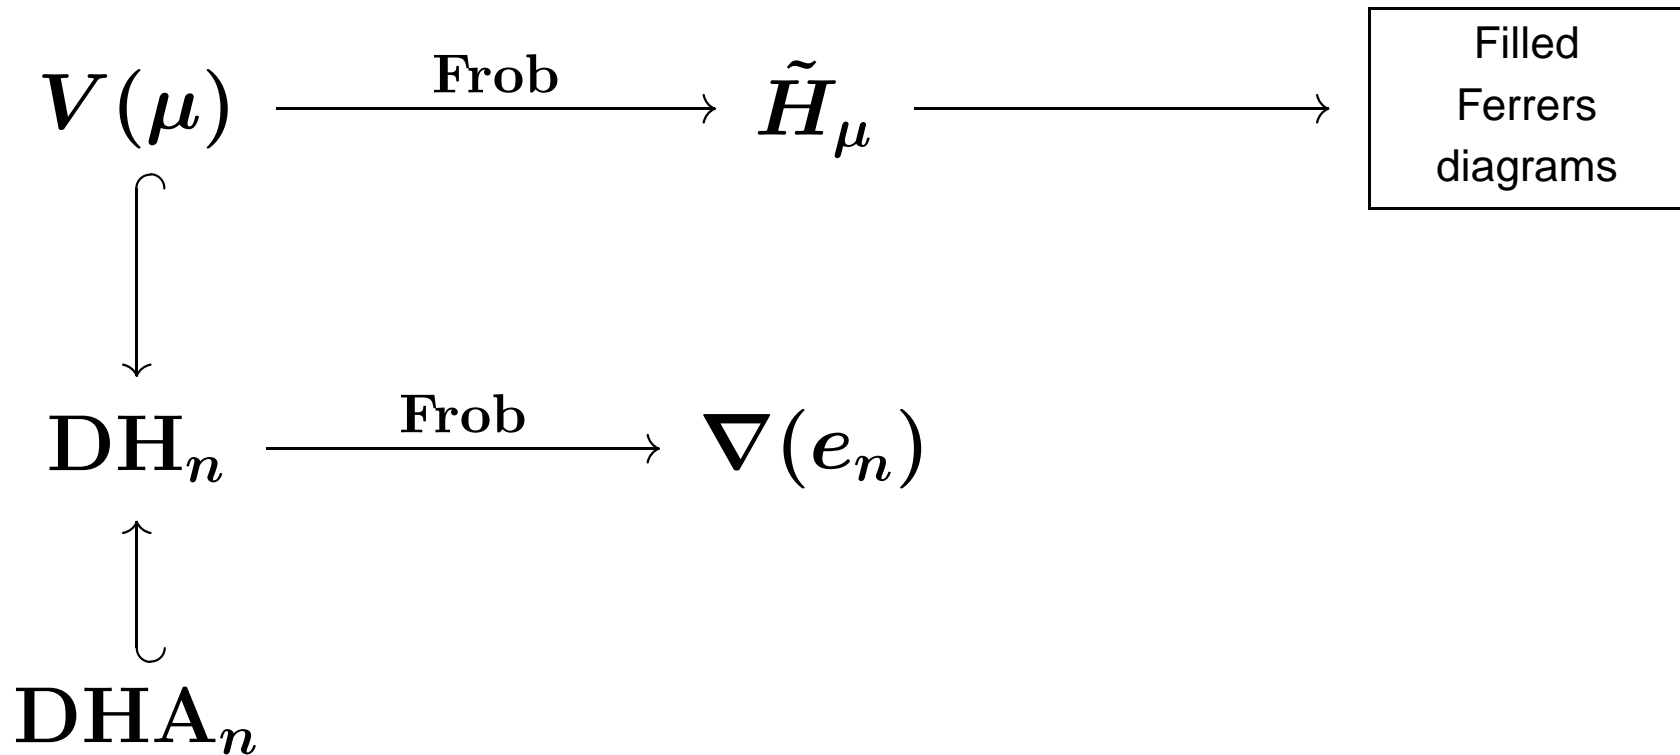 Frob
V(μ) H̃_μ
Filled
Ferrers
diagrams
Frob
DH_n ∇(e_n)
DHA_n